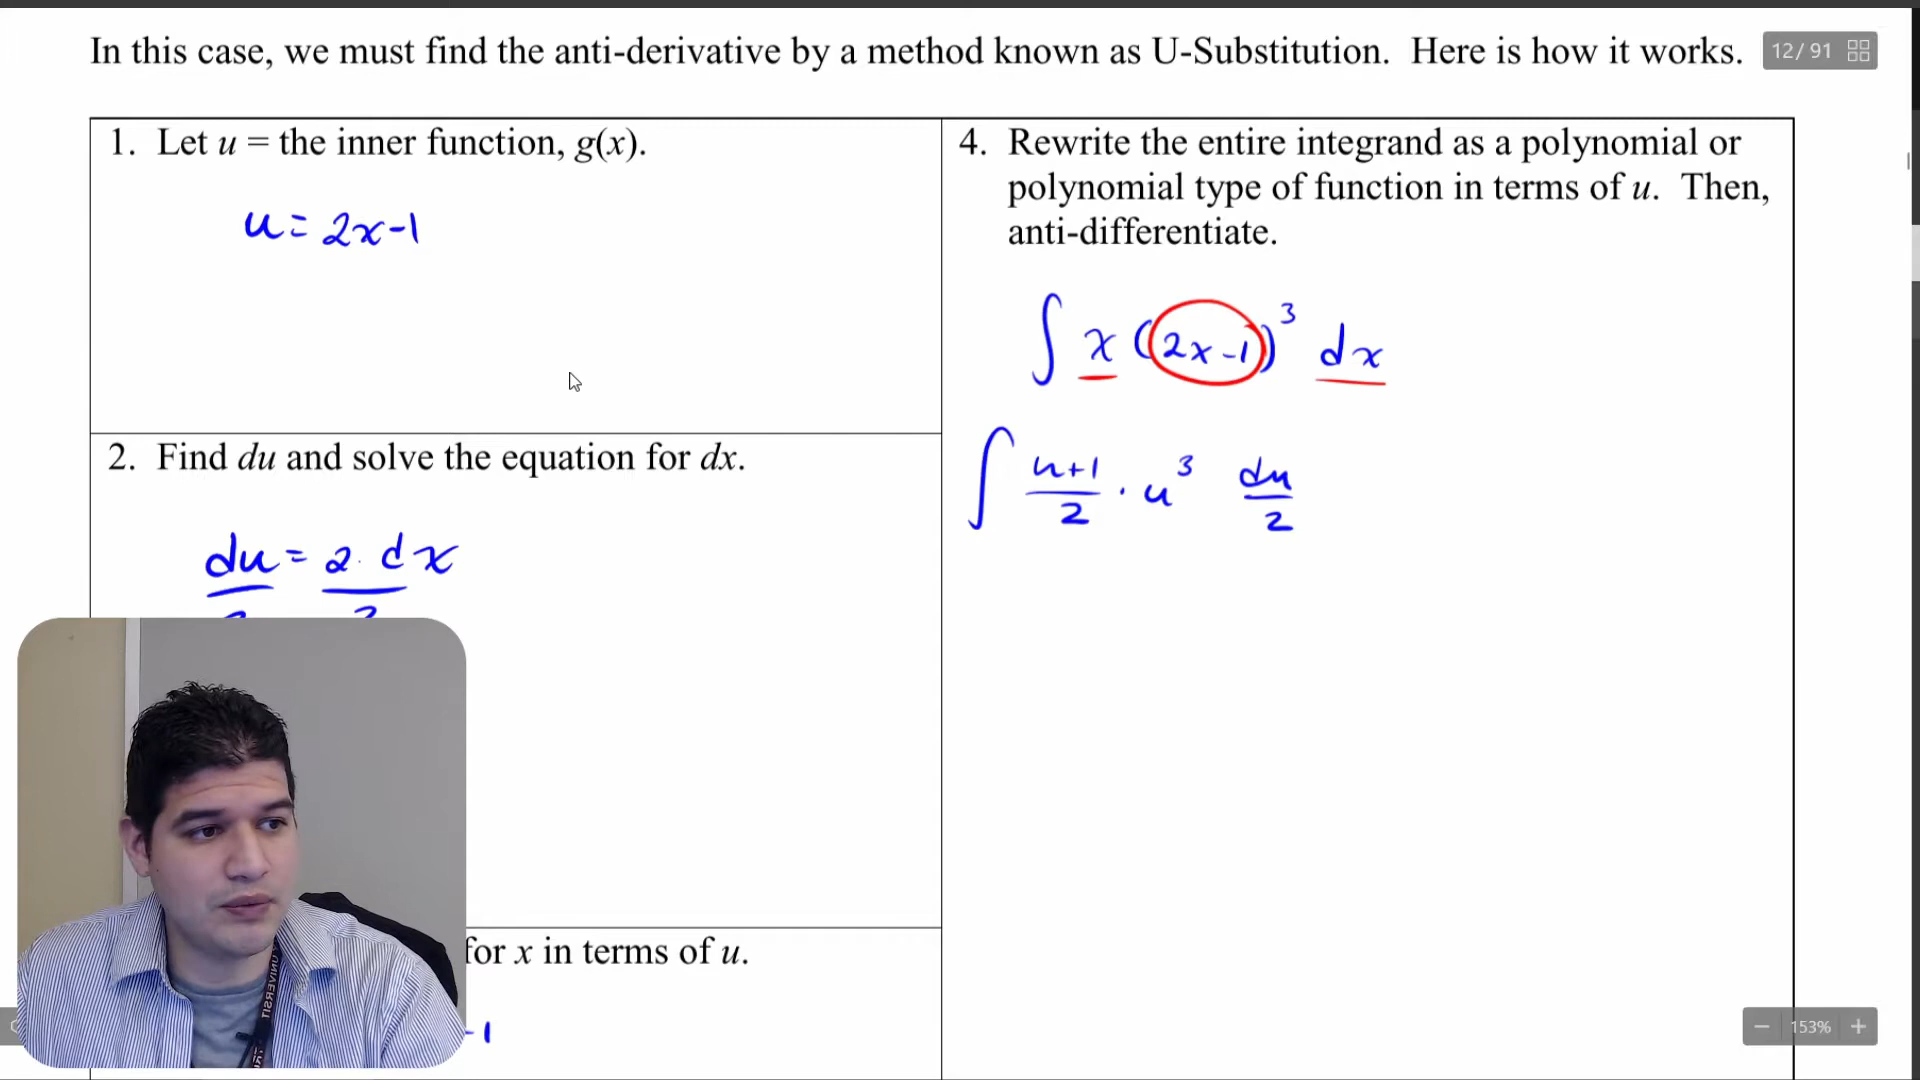 In this case, we must find the anti-derivative by a method known as U-Substitution. Here is how it works.
12/ 91
1. Let u = the inner function, g(x).
u = 2x-1
2. Find du and solve the equation for dx.
du = 2. dx
2
for x in terms of u.
-1
4. Rewrite the entire integrand as a polynomial or
polynomial type of function in terms of u. Then,
anti-differentiate.
∫ x (2x-1)³ dx
∫ u+1/2 · u³ du/2
153%